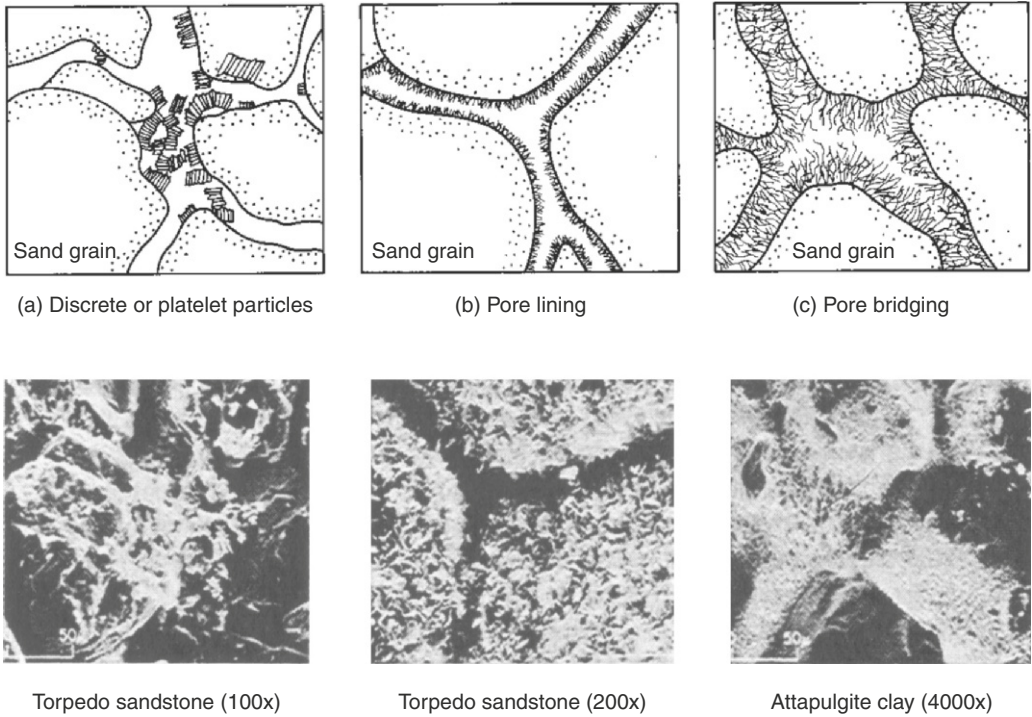 Sand grain
Sand grain
Sand grain
(a) Discrete or platelet particles
(b) Pore lining
(c) Pore bridging
50
50
Torpedo sandstone (100x)
Torpedo sandstone (200x)
Attapulgite clay (4000x)